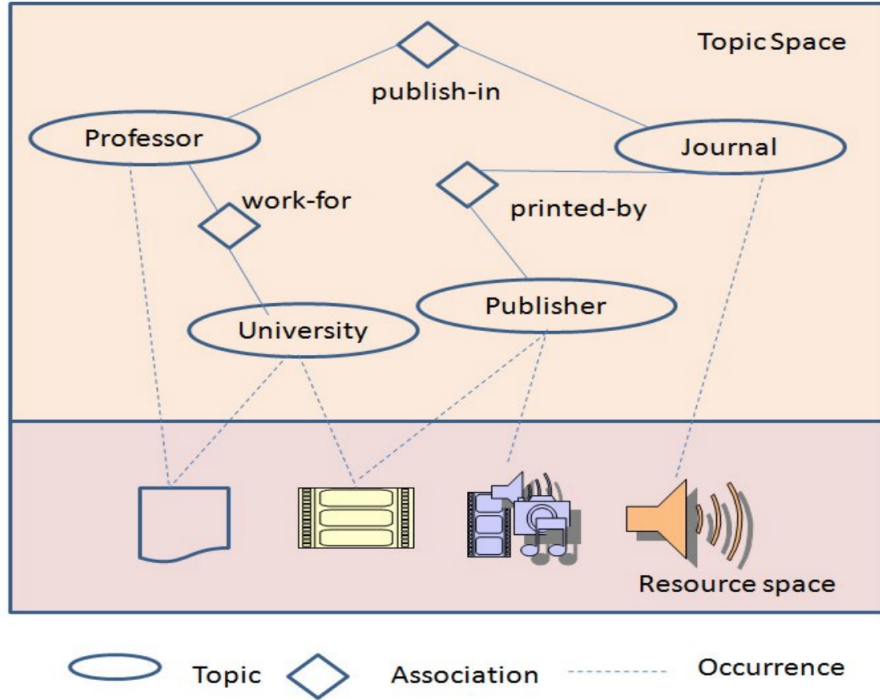 Topic Space
publish-in
Professor
Journal
work-for
printed-by
Publisher
University
Resource space
Topic
Association
Occurrence